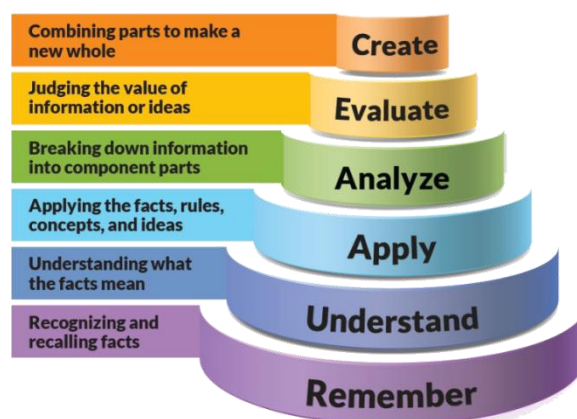 Combining parts to make a
new whole
Create
Judging the value of
information or ideas
Evaluate
Breaking down information
into component parts
Analyze
Applying the facts, rules,
concepts, and ideas
Apply
Understanding what
the facts mean
Understand
Recognizing and
recalling facts
Remember